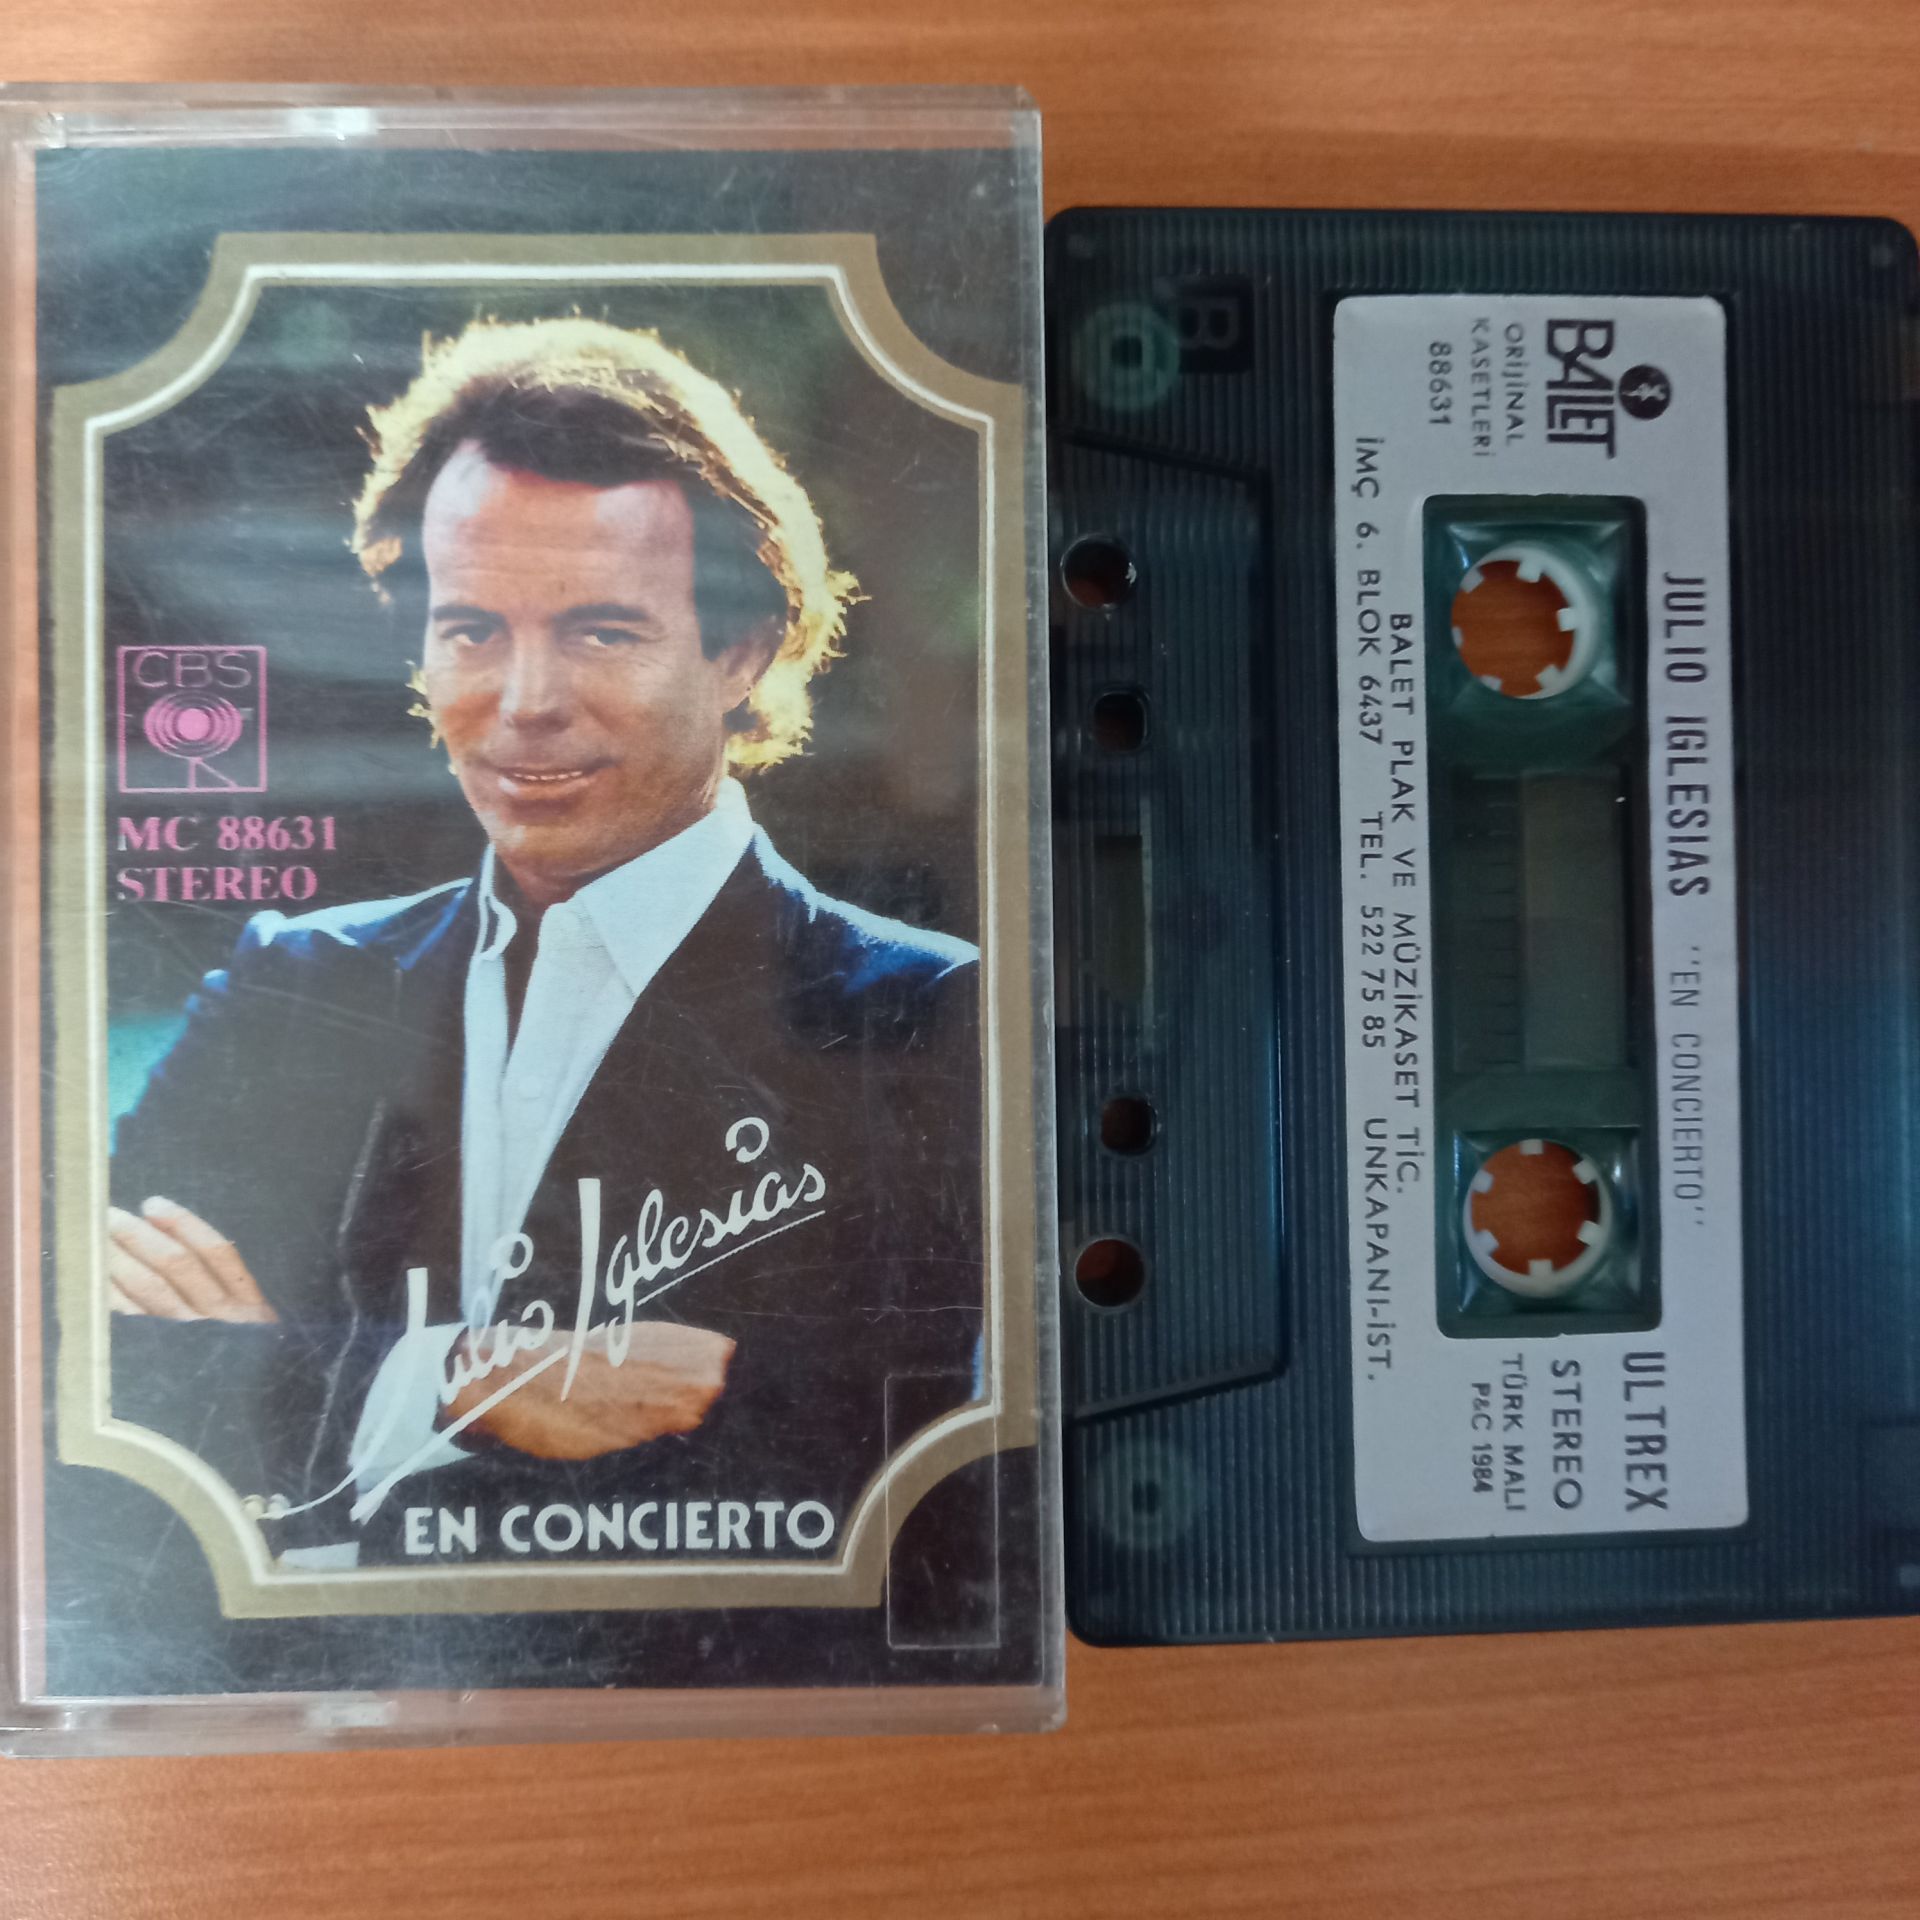 CBS
MC 88631
STEREO
Julio Iglesias
EN CONCIERTO
B
BALET
ORİJİNAL
KASETLERİ
88631
JULIO IGLESIAS ''EN CONCIERTO''
BALET PLAK VE MÜZİKASET TİC.
İMÇ 6. BLOK 6437 TEL. 522 75 85 UNKAPANI-İST.
ULTREX
STEREO
TÜRK MALI
P&C 1984